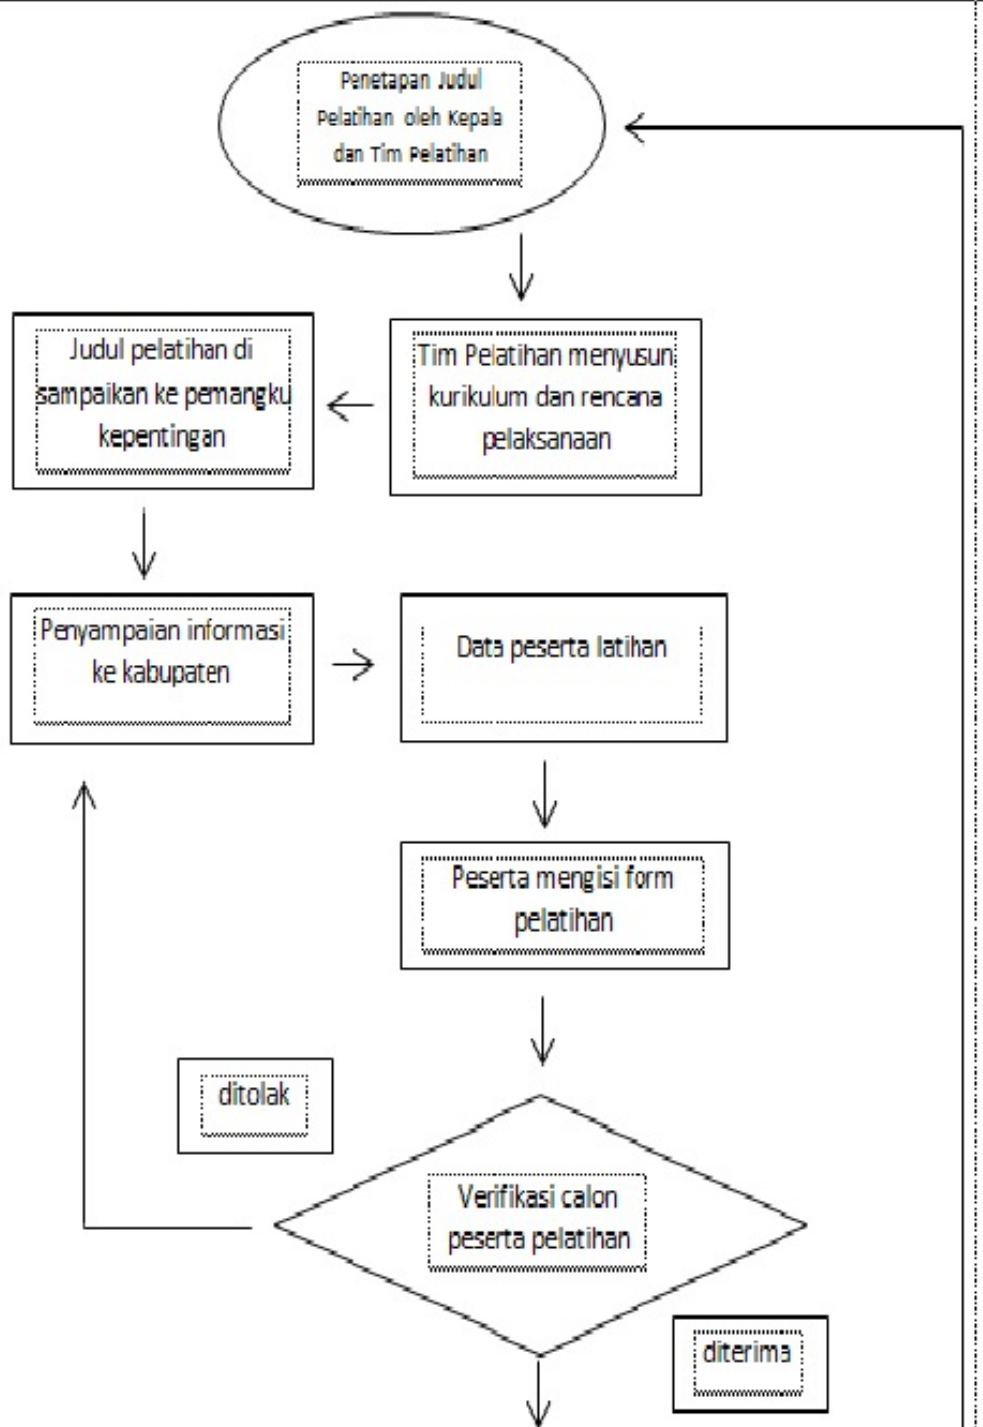 Penetapan Judul
Pelatihan oleh Kepala
dan Tim Pelatihan
Tim Pelatihan menyusun
kurikulum dan rencana
pelaksanaan
Judul pelatihan di
sampaikan ke pemangku
kepentingan
Penyampaian informasi
ke kabupaten
Data peserta latihan
Peserta mengisi form
pelatihan
ditolak
Verifikasi calon
peserta pelatihan
diterima